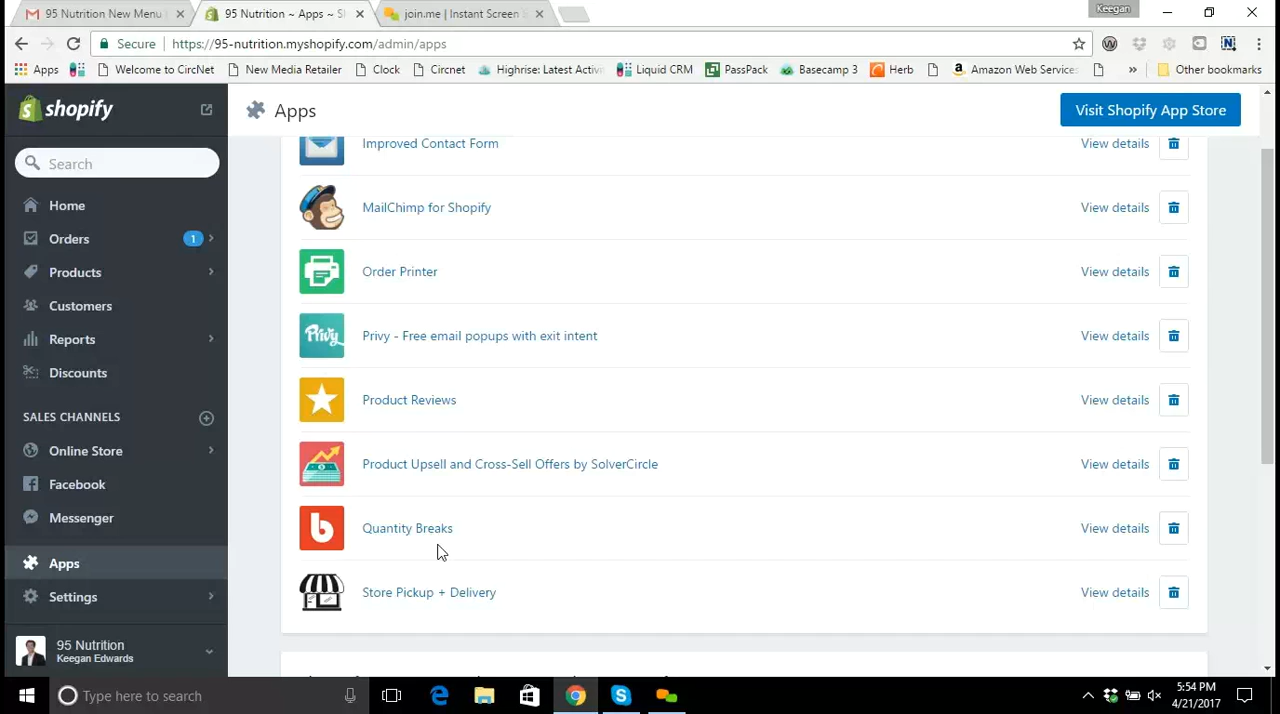 95 Nutrition New Menu
95 Nutrition ~ Apps ~ S
join.me | Instant Screen
Keegan
Secure
https://95-nutrition.myshopify.com/admin/apps
Apps
Welcome to CircNet
New Media Retailer
Clock
Circnet
Highrise: Latest Activi
Liquid CRM
PassPack
Basecamp 3
Herb
Amazon Web Services
»
Other bookmarks
shopify
Apps
Visit Shopify App Store
Search
Home
Orders
1
Products
Customers
Reports
Discounts
SALES CHANNELS
Online Store
Facebook
Messenger
Apps
Settings
95 Nutrition
Keegan Edwards
Improved Contact Form
View details
MailChimp for Shopify
View details
Order Printer
View details
Privy
Privy - Free email popups with exit intent
View details
Product Reviews
View details
Product Upsell and Cross-Sell Offers by SolverCircle
View details
b
Quantity Breaks
View details
Store Pickup + Delivery
View details
Type here to search
5:54 PM
4/21/2017